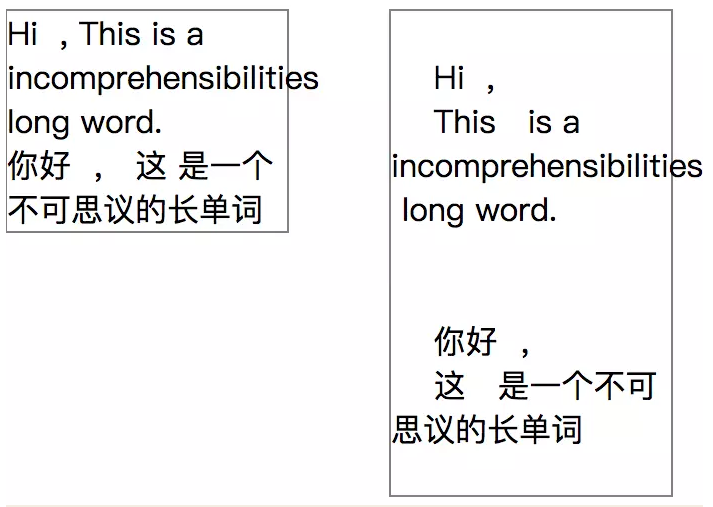 Hi  , This is a
incomprehensibilities
long word.
你好 ， 这 是一个
不可思议的长单词
Hi  ,
This   is a
incomprehensibilities
long word.
你好 ，
这   是一个不可
思议的长单词